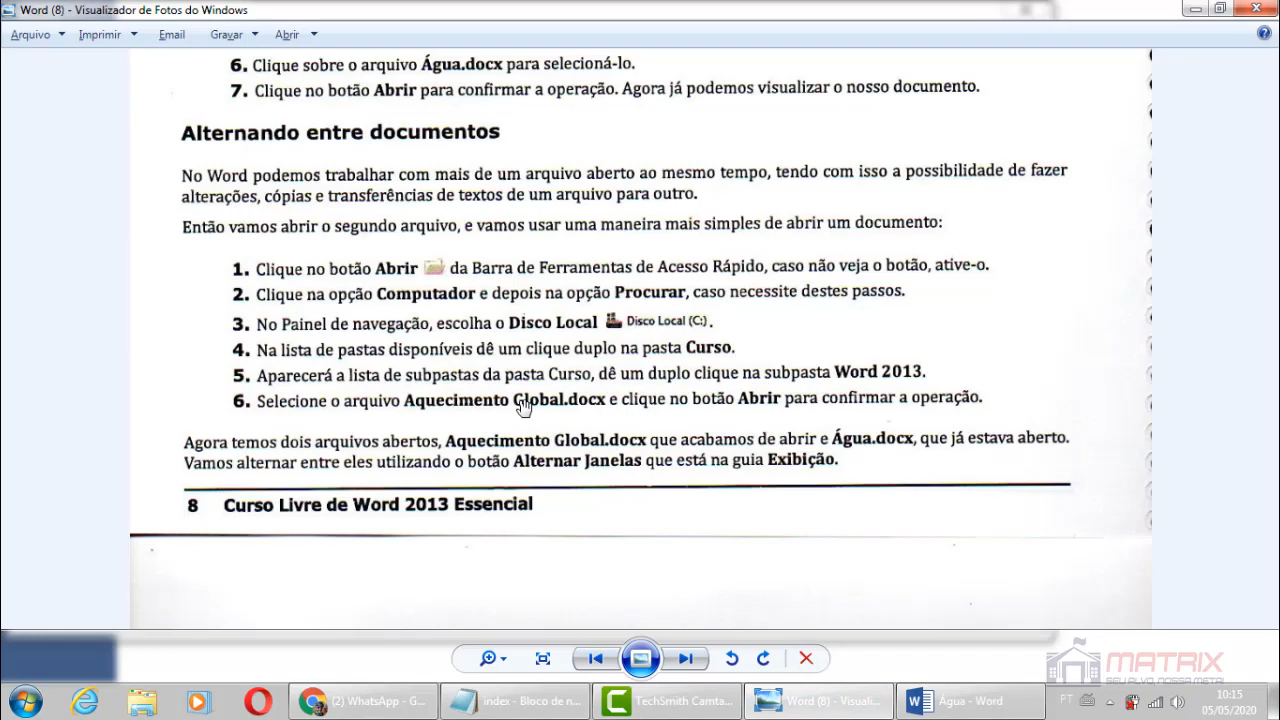 Word (8) - Visualizador de Fotos do Windows
Arquivo Imprimir Email Gravar Abrir
6. Clique sobre o arquivo Água.docx para selecioná-lo.
7. Clique no botão Abrir para confirmar a operação. Agora já podemos visualizar o nosso documento.
Alternando entre documentos
No Word podemos trabalhar com mais de um arquivo aberto ao mesmo tempo, tendo com isso a possibilidade de fazer
alterações, cópias e transferências de textos de um arquivo para outro.
Então vamos abrir o segundo arquivo, e vamos usar uma maneira mais simples de abrir um documento:
1. Clique no botão Abrir da Barra de Ferramentas de Acesso Rápido, caso não veja o botão, ative-o.
2. Clique na opção Computador e depois na opção Procurar, caso necessite destes passos.
3. No Painel de navegação, escolha o Disco Local Disco Local (C:).
4. Na lista de pastas disponíveis dê um clique duplo na pasta Curso.
5. Aparecerá a lista de subpastas da pasta Curso, dê um duplo clique na subpasta Word 2013.
6. Selecione o arquivo Aquecimento Global.docx e clique no botão Abrir para confirmar a operação.
Agora temos dois arquivos abertos, Aquecimento Global.docx que acabamos de abrir e Água.docx, que já estava aberto.
Vamos alternar entre eles utilizando o botão Alternar Janelas que está na guia Exibição.
8 Curso Livre de Word 2013 Essencial
MATRIX
SEU ALVO, NOSSA META!
(2) WhatsApp - G... index - Bloco de n... TechSmith Camta... Word (8) - Visuali... Água - Word PT 10:15
05/05/2020